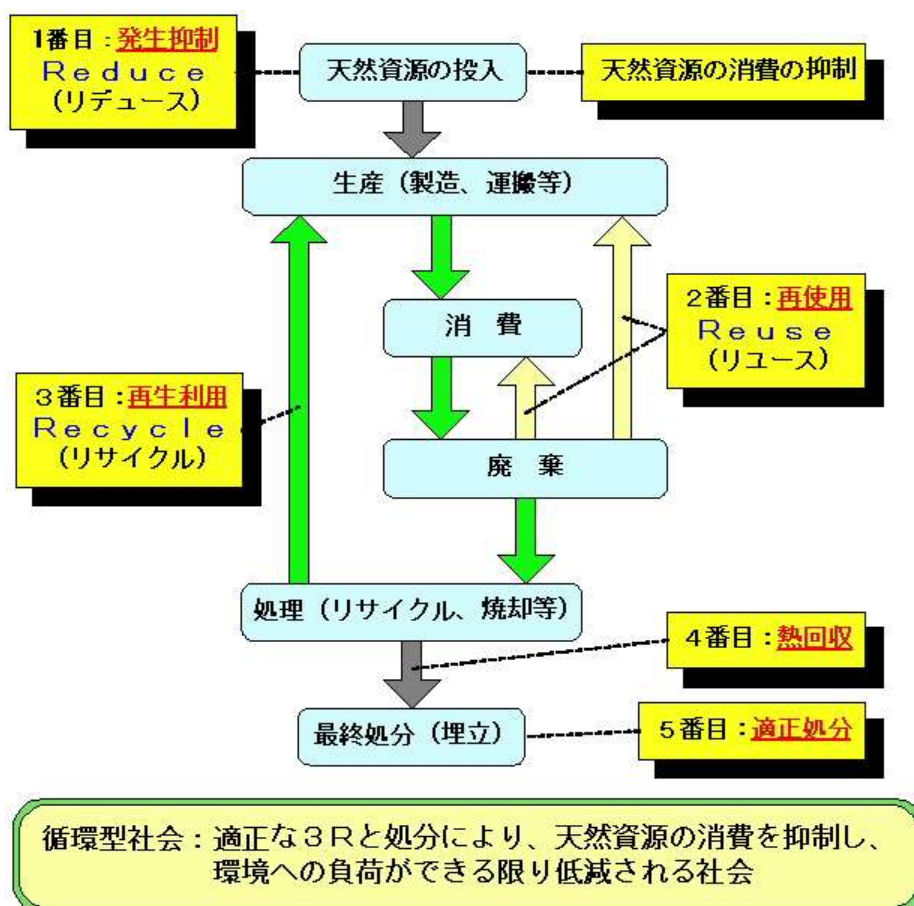 1番目：発生抑制
Ｒｅｄｕｃｅ
(リデュース)
天然資源の投入
天然資源の消費の抑制
生産（製造、運搬等）
消　費
2番目：再使用
Ｒｅｕｓｅ
(リユース)
3番目：再生利用
Ｒｅｃｙｃｌｅ
(リサイクル)
廃　棄
処理（リサイクル、焼却等）
4番目：熱回収
最終処分（埋立）
5番目：適正処分
循環型社会：適正な３Ｒと処分により、天然資源の消費を抑制し、
環境への負荷ができる限り低減される社会